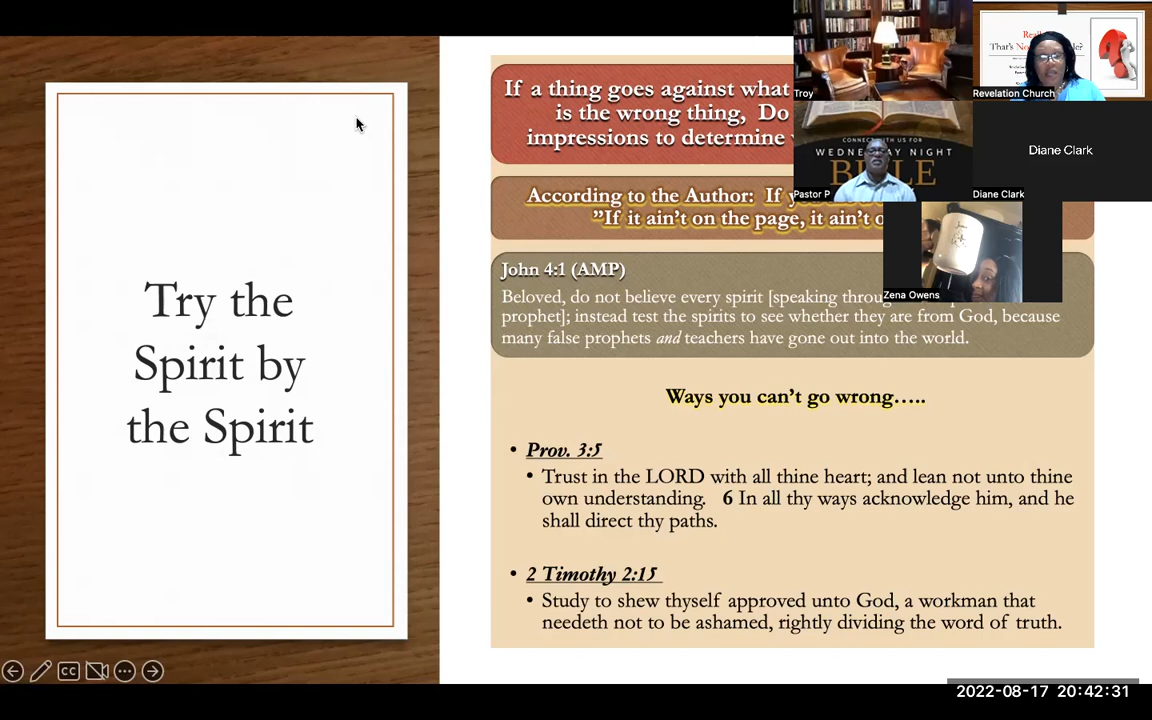 Try the
Spirit by
the Spirit
If a thing goes against what
is the wrong thing, Do
impressions to determine
According to the Author: If
”If it ain’t on the page, it ain’t
John 4:1 (AMP)
Beloved, do not believe every spirit [speaking
prophet]; instead test the spirits to see whether they are from God, because
many false prophets and teachers have gone out into the world.
Ways you can’t go wrong…..
• Prov. 3:5
• Trust in the LORD with all thine heart; and lean not unto thine
own understanding. 6 In all thy ways acknowledge him, and he
shall direct thy paths.
• 2 Timothy 2:15
• Study to shew thyself approved unto God, a workman that
needeth not to be ashamed, rightly dividing the word of truth.
Troy
Revelation Church
CONNECT WITH US FOR
WEDNESDAY NIGHT
BIBLE
Pastor P
Diane Clark
Diane Clark
Zena Owens
CC
2022-08-17 20:42:31